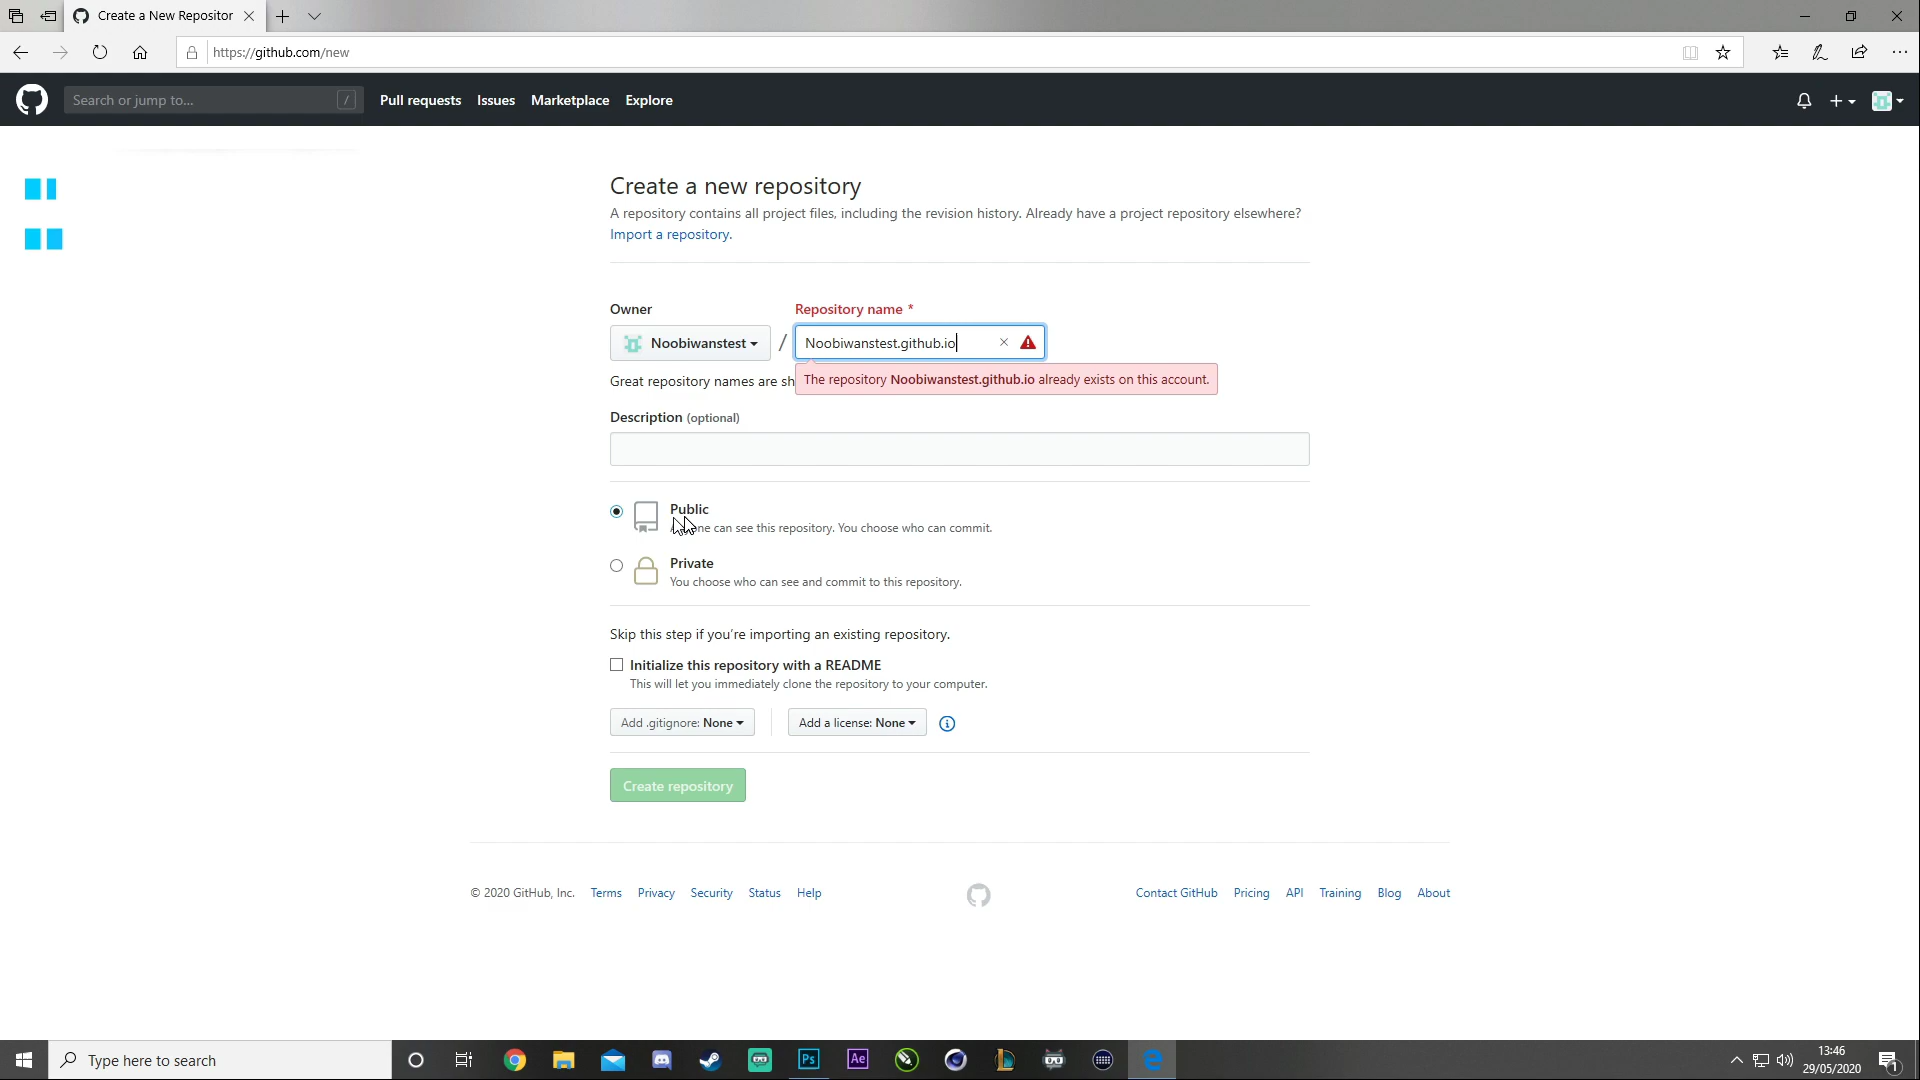 Create a New Repositor
https://github.com/new
Search or jump to...
/
Pull requests
Issues
Marketplace
Explore
Create a new repository
A repository contains all project files, including the revision history. Already have a project repository elsewhere?
Import a repository.
Owner
Repository name *
Noobiwanstest
/
Noobiwanstest.github.io
Great repository names are sh
The repository Noobiwanstest.github.io already exists on this account.
Description (optional)
Public
ne can see this repository. You choose who can commit.
Private
You choose who can see and commit to this repository.
Skip this step if you're importing an existing repository.
Initialize this repository with a README
This will let you immediately clone the repository to your computer.
Add .gitignore: None
Add a license: None
Create repository
© 2020 GitHub, Inc.
Terms
Privacy
Security
Status
Help
Contact GitHub
Pricing
API
Training
Blog
About
Type here to search
Ps
Ae
13:46
29/05/2020
1